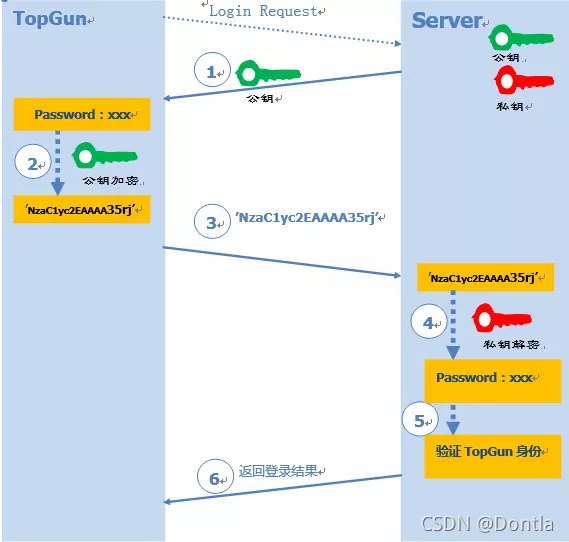 TopGun
Login Request
Server
公钥
私钥
1
公钥
Password:xxx
2
公钥加密
'NzaC1yc2EAAAA35rj'
3
'NzaC1yc2EAAAA35rj'
'NzaC1yc2EAAAA35rj'
4
私钥解密
Password:xxx
5
验证 TopGun 身份
6
返回登录结果
CSDN @Dontla